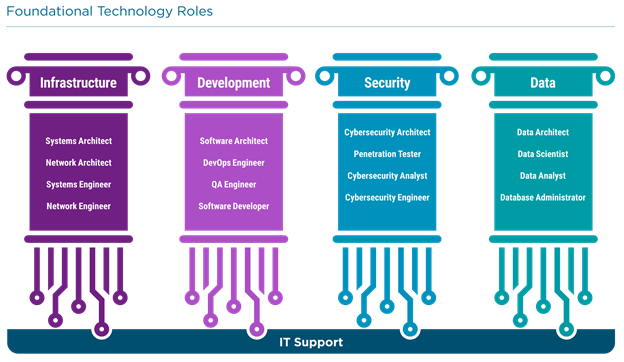 Foundational Technology Roles
Infrastructure
Systems Architect
Network Architect
Systems Engineer
Network Engineer
Development
Software Architect
DevOps Engineer
QA Engineer
Software Developer
Security
Cybersecurity Architect
Penetration Tester
Cybersecurity Analyst
Cybersecurity Engineer
Data
Data Architect
Data Scientist
Data Analyst
Database Administrator
IT Support